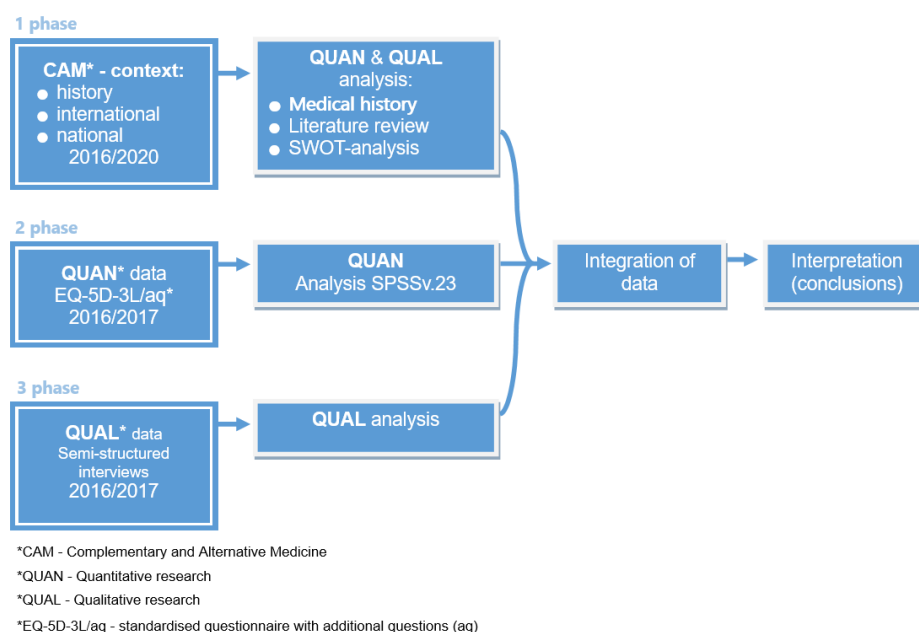 1 phase
CAM* - context:
● history
● international
● national
2016/2020
QUAN & QUAL
analysis:
● Medical history
● Literature review
● SWOT-analysis
2 phase
QUAN* data
EQ-5D-3L/aq*
2016/2017
QUAN
Analysis SPSSv.23
Integration of
data
Interpretation
(conclusions)
3 phase
QUAL* data
Semi-structured
interviews
2016/2017
QUAL analysis
*CAM - Complementary and Alternative Medicine
*QUAN - Quantitative research
*QUAL - Qualitative research
*EQ-5D-3L/aq - standardised questionnaire with additional questions (aq)